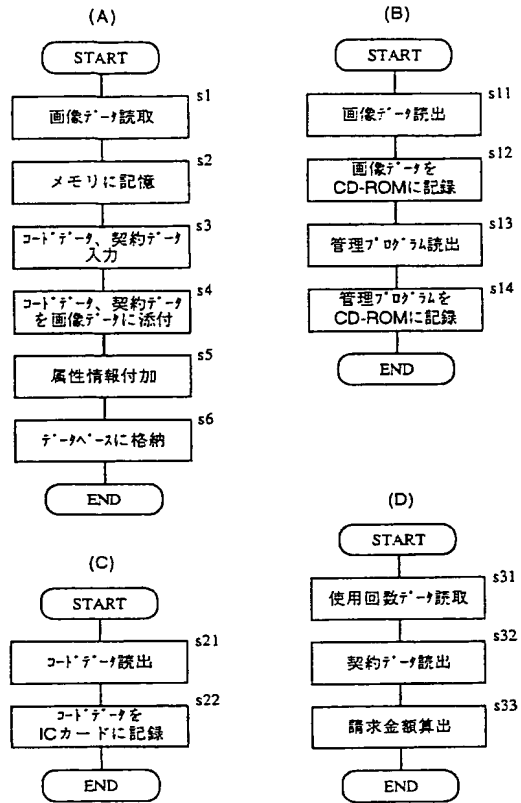 (A)
START
s1
画像データ読取
s2
メモリに記憶
s3
コードデータ、契約データ
入力
s4
コードデータ、契約データ
を画像データに添付
s5
属性情報付加
s6
データベースに格納
END
(B)
START
s11
画像データ読出
s12
画像データを
CD-ROMに記録
s13
管理プログラム読出
s14
管理プログラムを
CD-ROMに記録
END
(C)
START
s21
コードデータ読出
s22
コードデータを
ICカードに記録
END
(D)
START
s31
使用回数データ読取
s32
契約データ読出
s33
請求金額算出
END